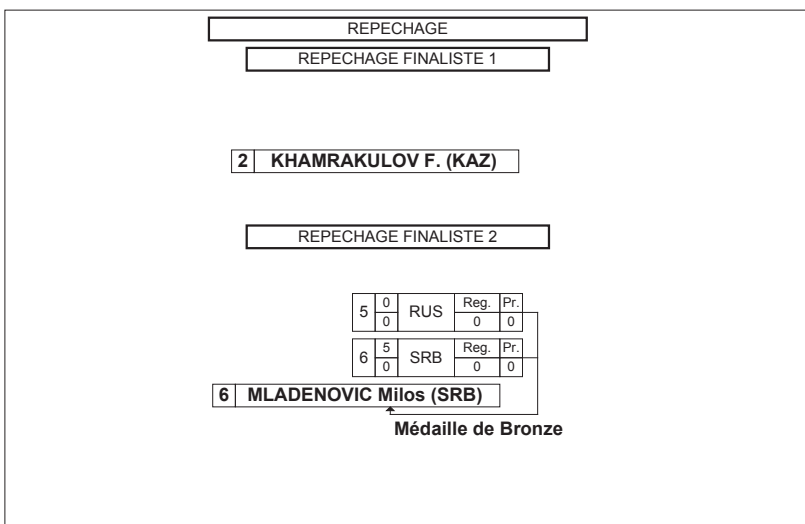 REPECHAGE
REPECHAGE FINALISTE 1
2 KHAMRAKULOV F. (KAZ)
REPECHAGE FINALISTE 2
5 0 RUS Reg. Pr.
0 0 0
6 5 SRB Reg. Pr.
0 0 0
6 MLADENOVIC Milos (SRB)
Médaille de Bronze